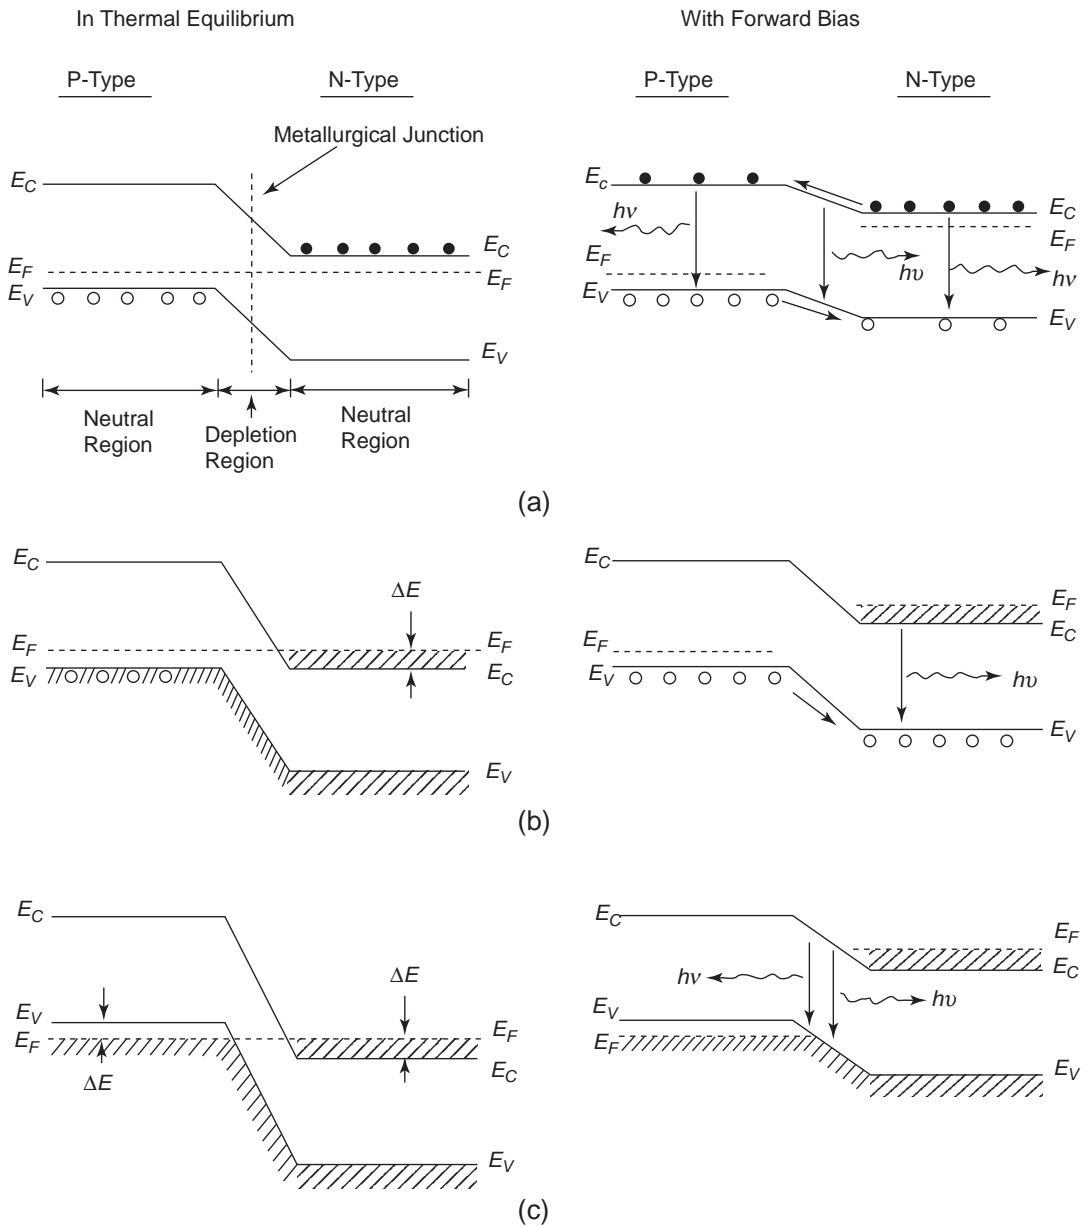 In Thermal Equilibrium
With Forward Bias
P-Type
N-Type
P-Type
N-Type
Metallurgical Junction
E_C
E_C
E_F
E_F
E_V
E_V
Neutral
Region
Depletion
Region
Neutral
Region
E_c
E_C
hν
E_F
E_F
hυ
hν
E_V
E_V
(a)
E_C
ΔE
E_F
E_F
E_V
E_C
E_V
E_C
E_F
E_C
E_F
E_V
hυ
E_V
(b)
E_C
ΔE
E_V
E_F
E_F
E_C
ΔE
E_V
E_C
E_F
E_C
hν
hυ
E_V
E_F
E_V
(c)